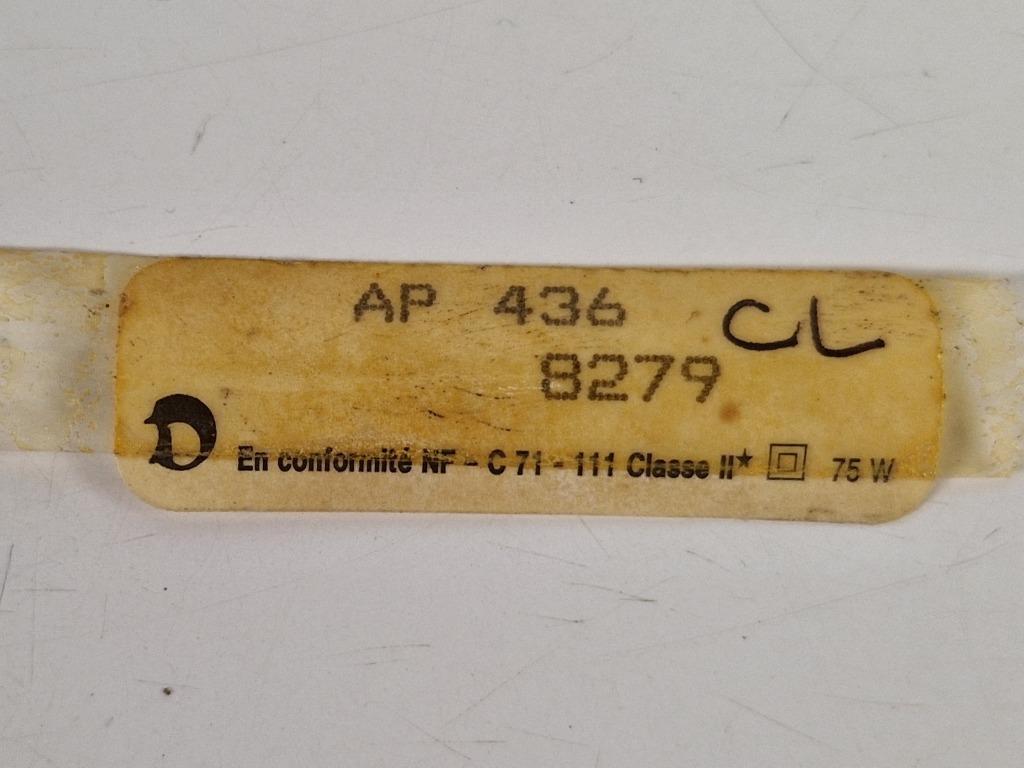 AP 436 CL
8279
D En conformité NF - C 71 - 111 Classe II★ 75 W